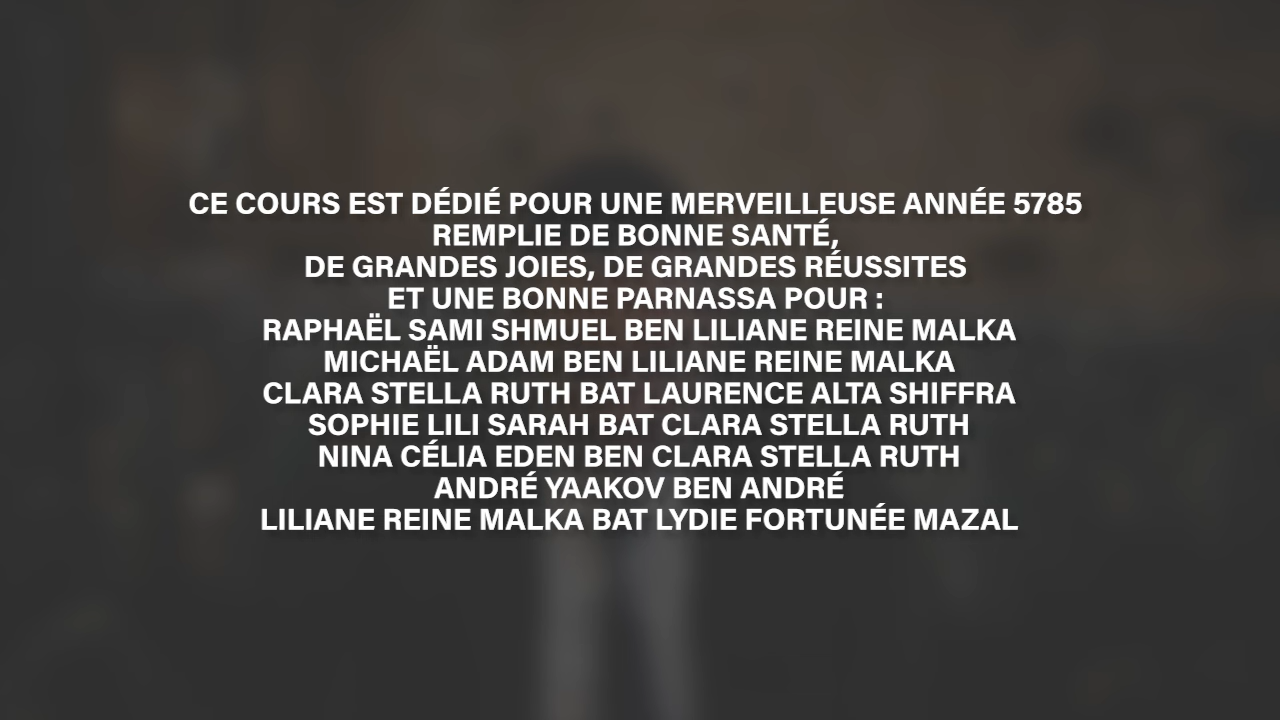 CE COURS EST DÉDIÉ POUR UNE MERVEILLEUSE ANNÉE 5785
REMPLIE DE BONNE SANTÉ,
DE GRANDES JOIES, DE GRANDES RÉUSSITES
ET UNE BONNE PARNASSA POUR :
RAPHAËL SAMI SHMUEL BEN LILIANE REINE MALKA
MICHAËL ADAM BEN LILIANE REINE MALKA
CLARA STELLA RUTH BAT LAURENCE ALTA SHIFFRA
SOPHIE LILI SARAH BAT CLARA STELLA RUTH
NINA CÉLIA EDEN BEN CLARA STELLA RUTH
ANDRÉ YAAKOV BEN ANDRÉ
LILIANE REINE MALKA BAT LYDIE FORTUNÉE MAZAL